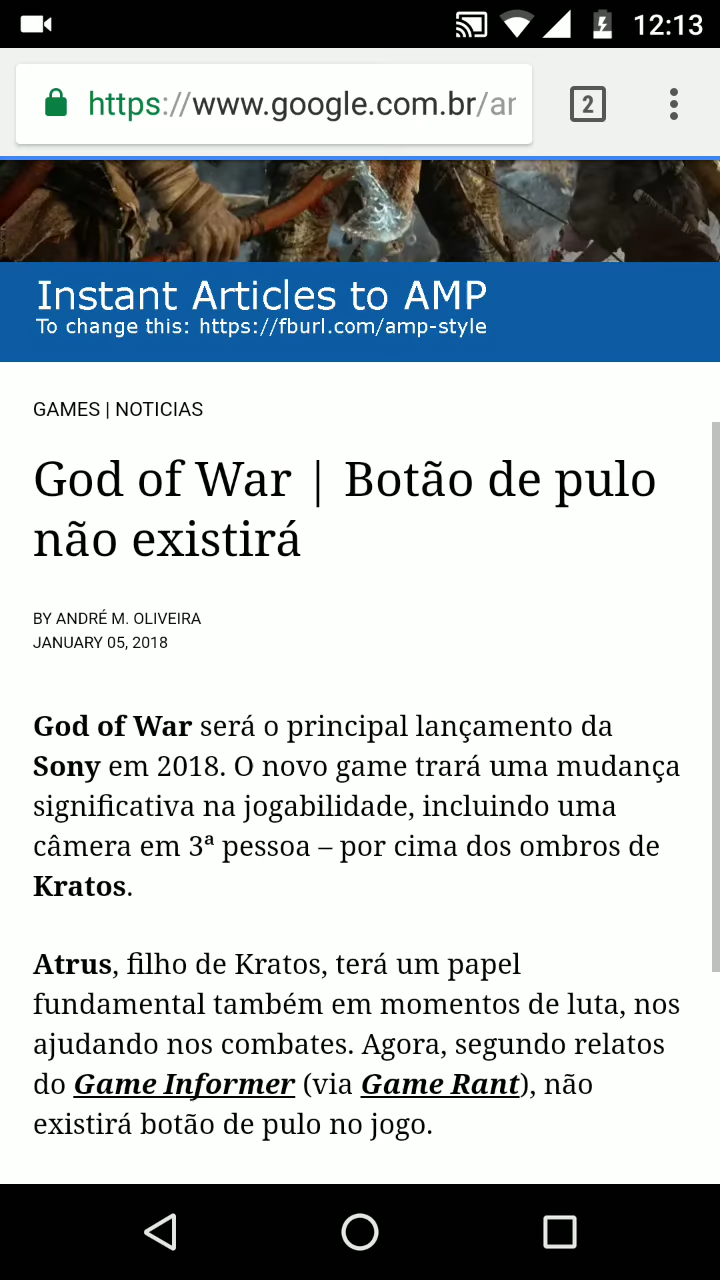 12:13
https://www.google.com.br/ar
2
Instant Articles to AMP
To change this: https://fburl.com/amp-style
GAMES | NOTICIAS
God of War | Botão de pulo
não existirá
BY ANDRÉ M. OLIVEIRA
JANUARY 05, 2018
God of War será o principal lançamento da
Sony em 2018. O novo game trará uma mudança
significativa na jogabilidade, incluindo uma
câmera em 3ª pessoa – por cima dos ombros de
Kratos.
Atrus, filho de Kratos, terá um papel
fundamental também em momentos de luta, nos
ajudando nos combates. Agora, segundo relatos
do Game Informer (via Game Rant), não
existirá botão de pulo no jogo.